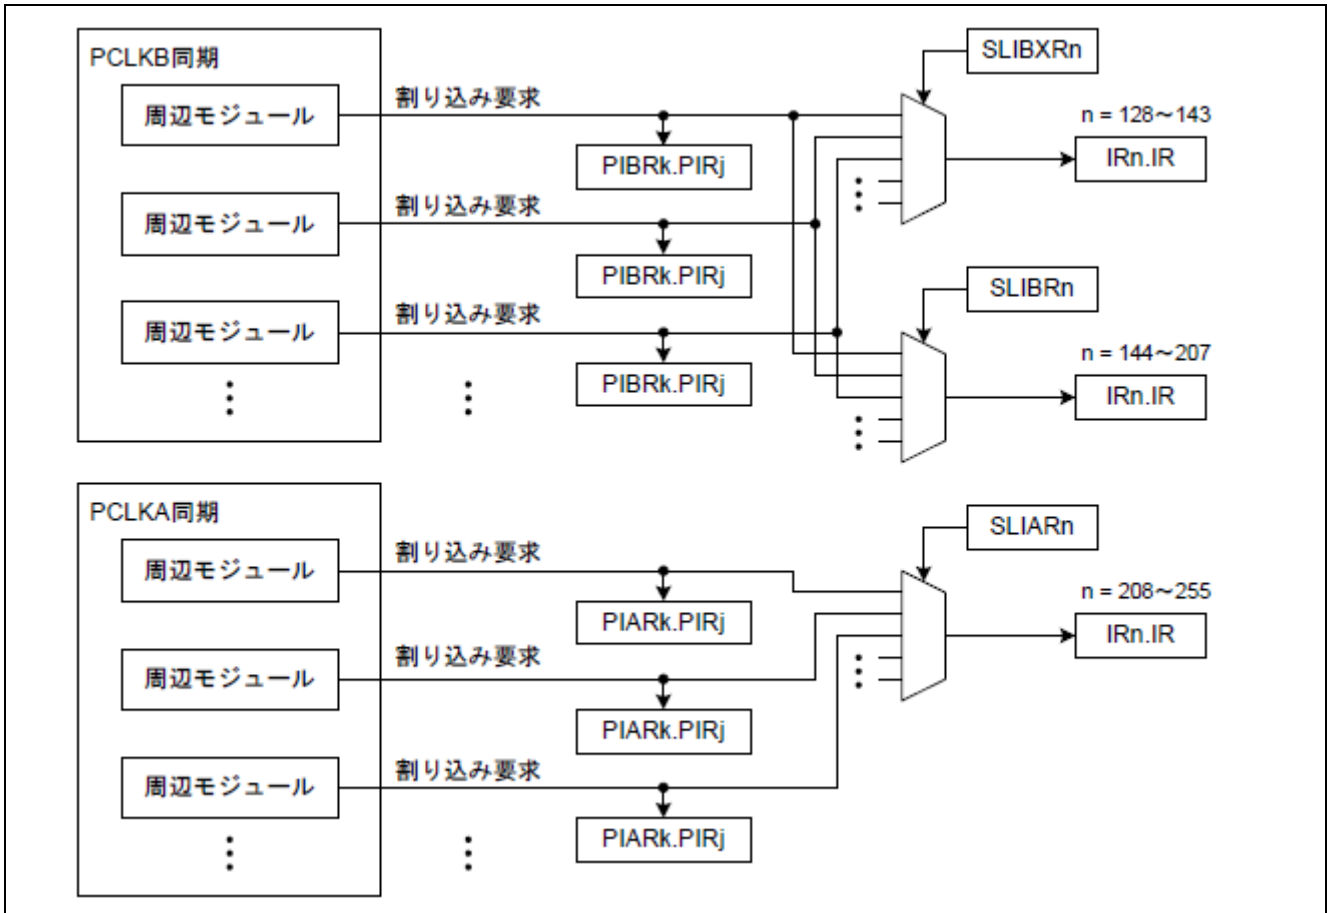 PCLKB同期
SLIBXRn
周辺モジュール
割り込み要求
n = 128～143
PIBRk.PIRj
IRn.IR
周辺モジュール
割り込み要求
PIBRk.PIRj
SLIBRn
周辺モジュール
割り込み要求
n = 144～207
PIBRk.PIRj
IRn.IR
PCLKA同期
SLIARn
周辺モジュール
割り込み要求
n = 208～255
PIARk.PIRj
IRn.IR
周辺モジュール
割り込み要求
PIARk.PIRj
周辺モジュール
割り込み要求
PIARk.PIRj